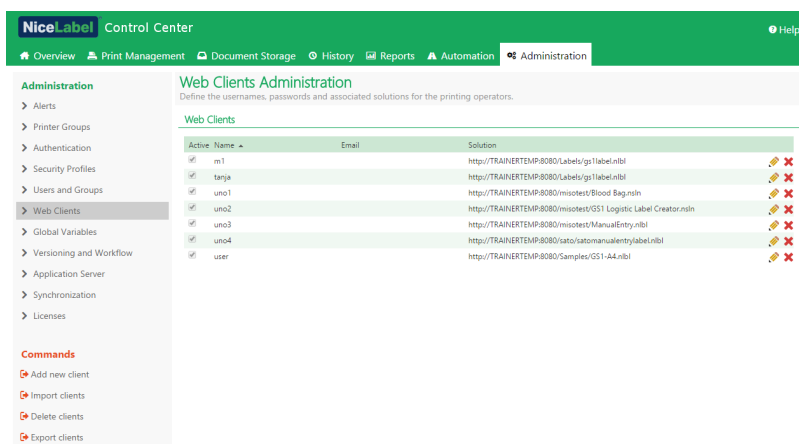 NiceLabel Control Center
Help
Overview Print Management Document Storage History Reports Automation Administration
Administration
Alerts
Printer Groups
Authentication
Security Profiles
Users and Groups
Web Clients
Global Variables
Versioning and Workflow
Application Server
Synchronization
Licenses
Commands
Add new client
Import clients
Delete clients
Export clients
Web Clients Administration
Define the usernames, passwords and associated solutions for the printing operators.
Web Clients
Active Name Email Solution
m1 http://TRAINERTEMP:8080/Labels/gs1label.nlbl
tanja http://TRAINERTEMP:8080/Labels/gs1label.nlbl
uno1 http://TRAINERTEMP:8080/misotest/Blood Bag.nsln
uno2 http://TRAINERTEMP:8080/misotest/GS1 Logistic Label Creator.nsln
uno3 http://TRAINERTEMP:8080/misotest/ManualEntry.nlbl
uno4 http://TRAINERTEMP:8080/sato/satomanualentrylabel.nlbl
user http://TRAINERTEMP:8080/Samples/GS1-A4.nlbl